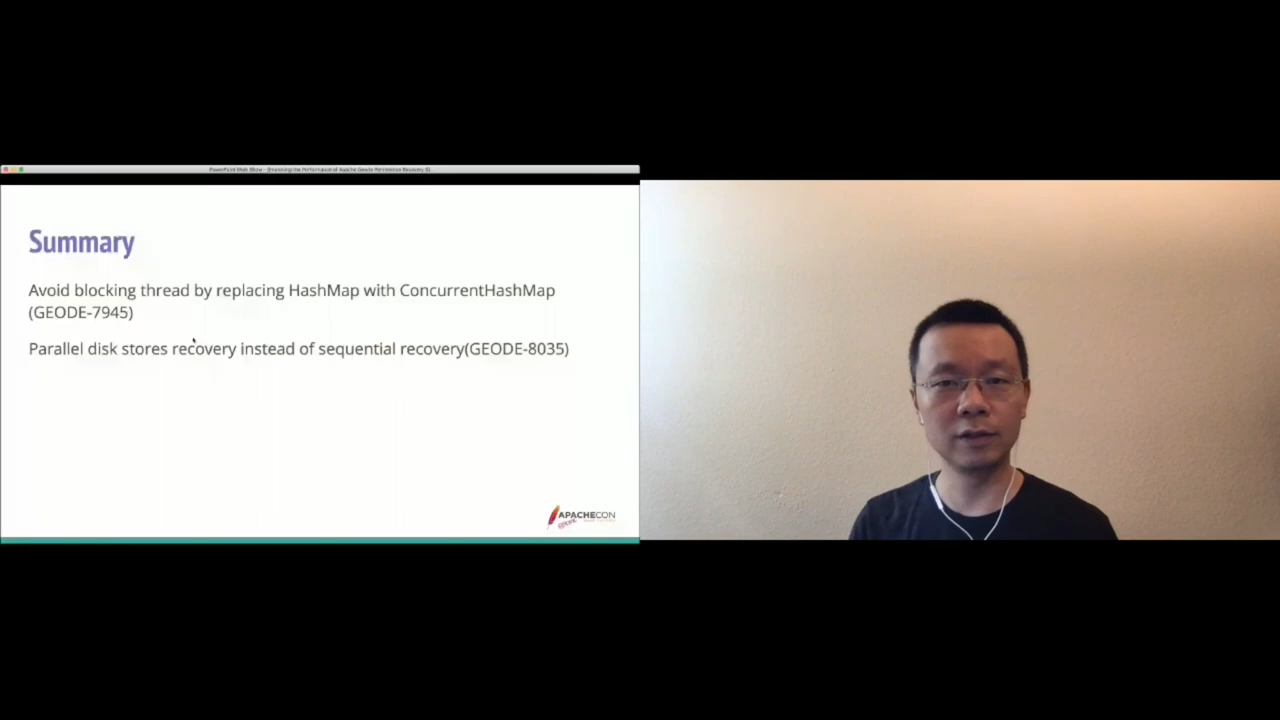 Summary
Avoid blocking thread by replacing HashMap with ConcurrentHashMap
(GEODE-7945)
Parallel disk stores recovery instead of sequential recovery(GEODE-8035)
APACHECON